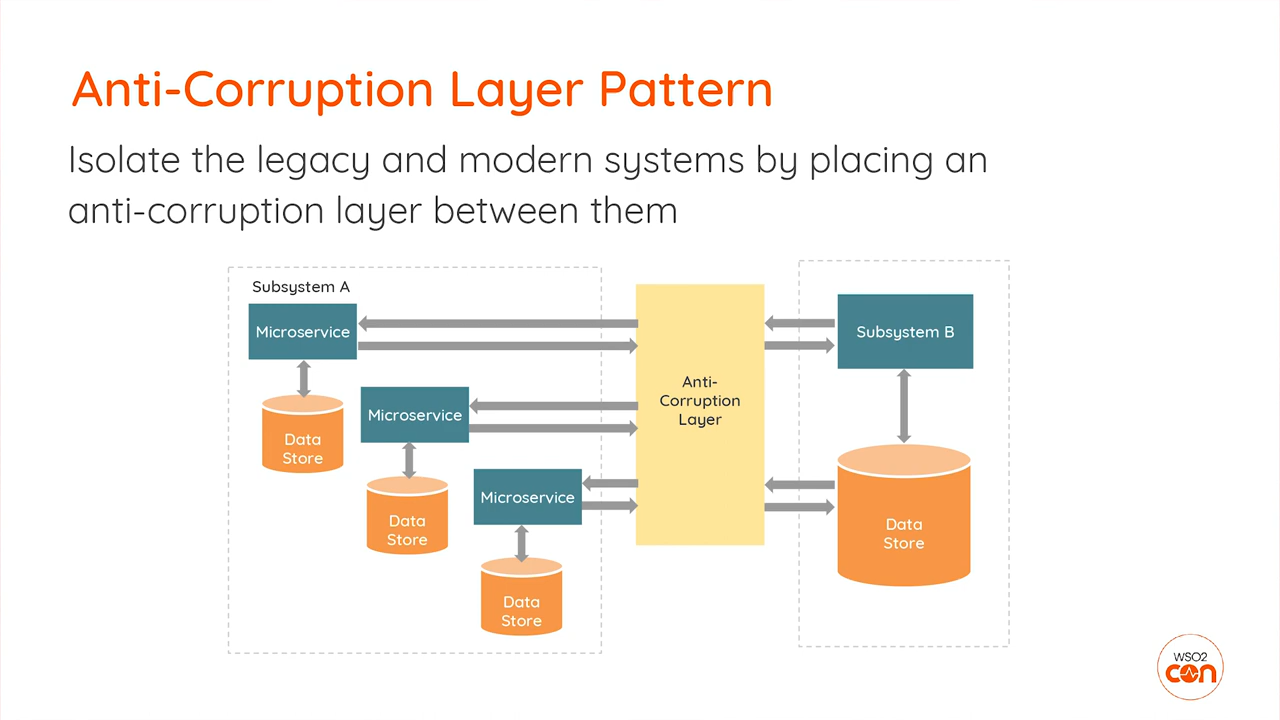 Anti-Corruption Layer Pattern
Isolate the legacy and modern systems by placing an
anti-corruption layer between them
Subsystem A
Microservice
Data
Store
Microservice
Data
Store
Microservice
Data
Store
Anti-
Corruption
Layer
Subsystem B
Data
Store
WSO2
con